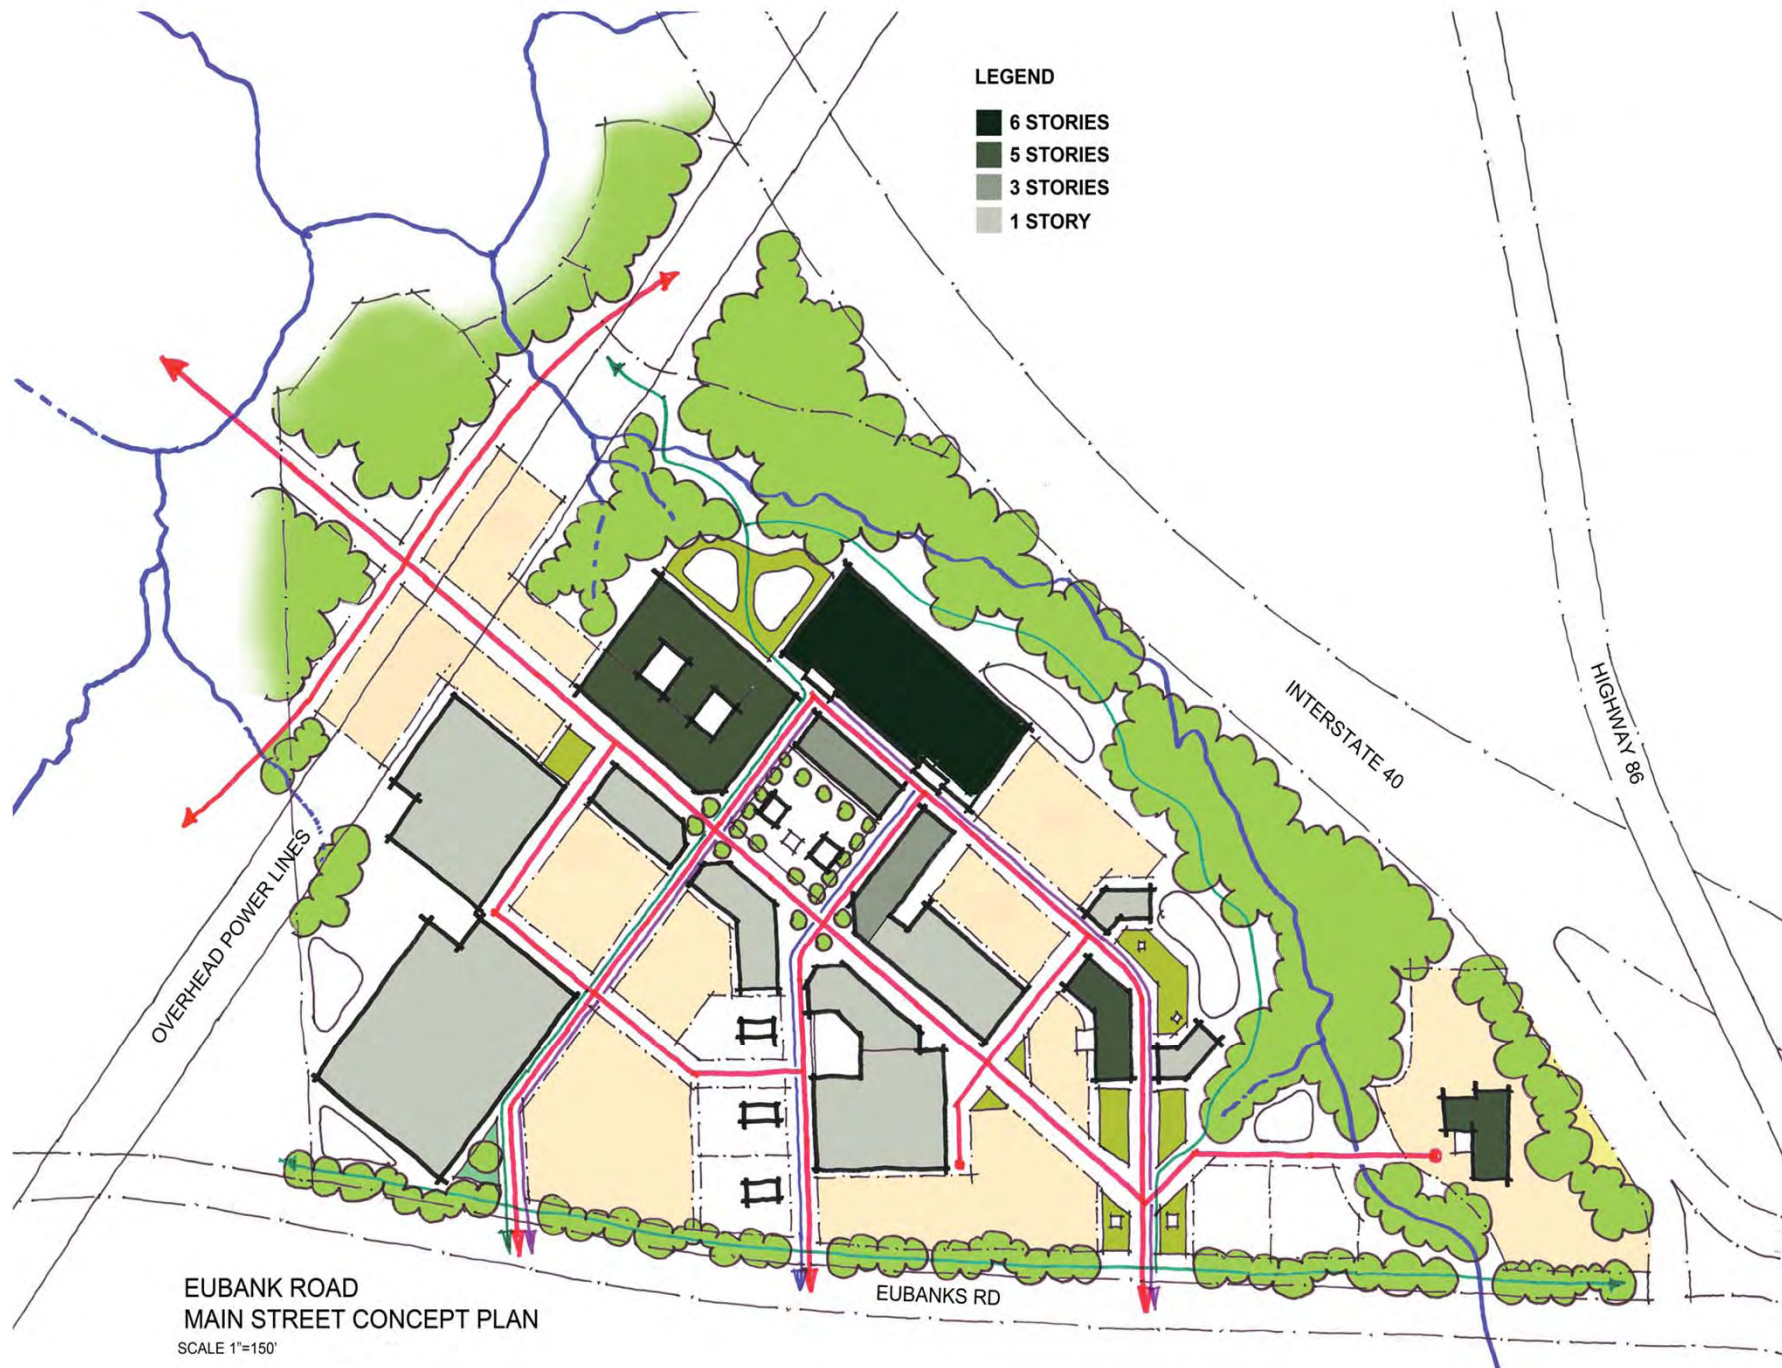 LEGEND
6 STORIES
5 STORIES
3 STORIES
1 STORY
INTERSTATE 40
HIGHWAY 86
OVERHEAD POWER LINES
EUBANKS RD
EUBANK ROAD
MAIN STREET CONCEPT PLAN
SCALE 1"=150'